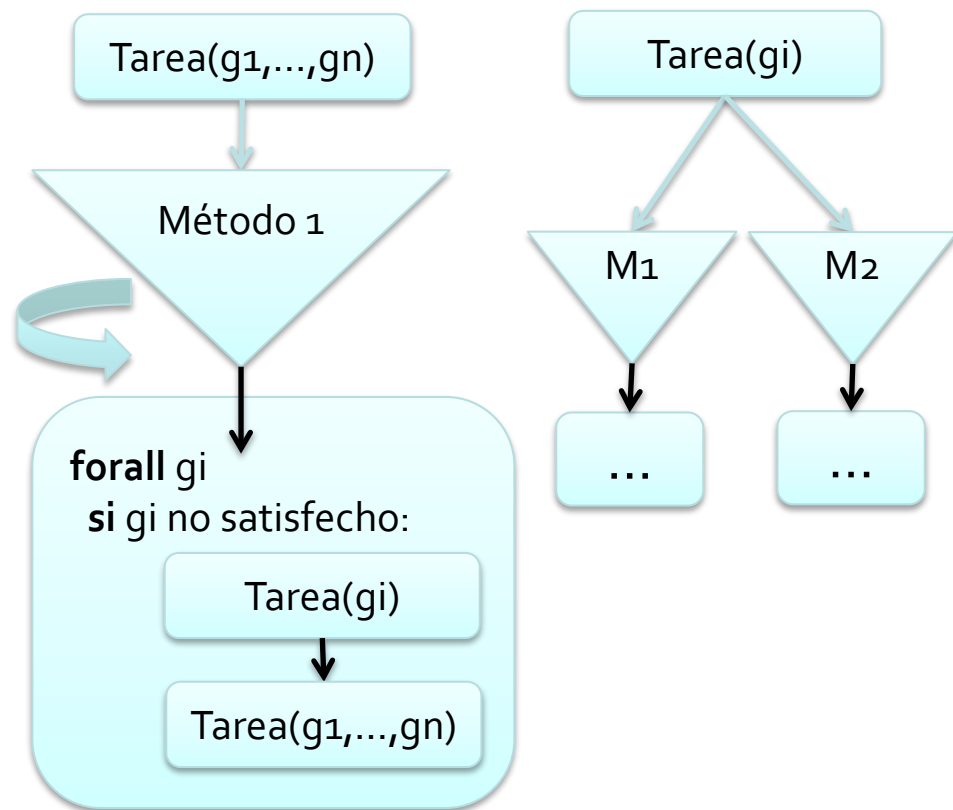 Tarea(g1,...,gn)
Método 1
forall gi
si gi no satisfecho:
Tarea(gi)
Tarea(g1,...,gn)
Tarea(gi)
M1
M2
...
...